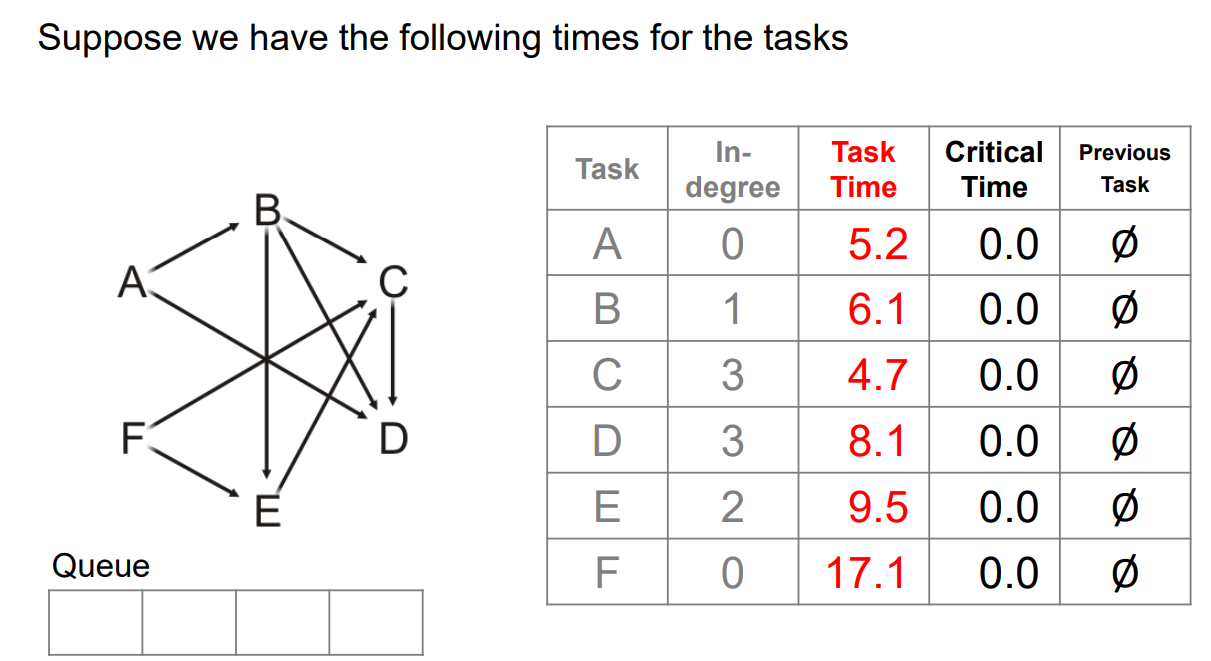 Suppose we have the following times for the tasks
B
A
C
F
D
E
Queue
Task In-degree Task Time Critical Time Previous Task
A 0 5.2 0.0 Ø
B 1 6.1 0.0 Ø
C 3 4.7 0.0 Ø
D 3 8.1 0.0 Ø
E 2 9.5 0.0 Ø
F 0 17.1 0.0 Ø